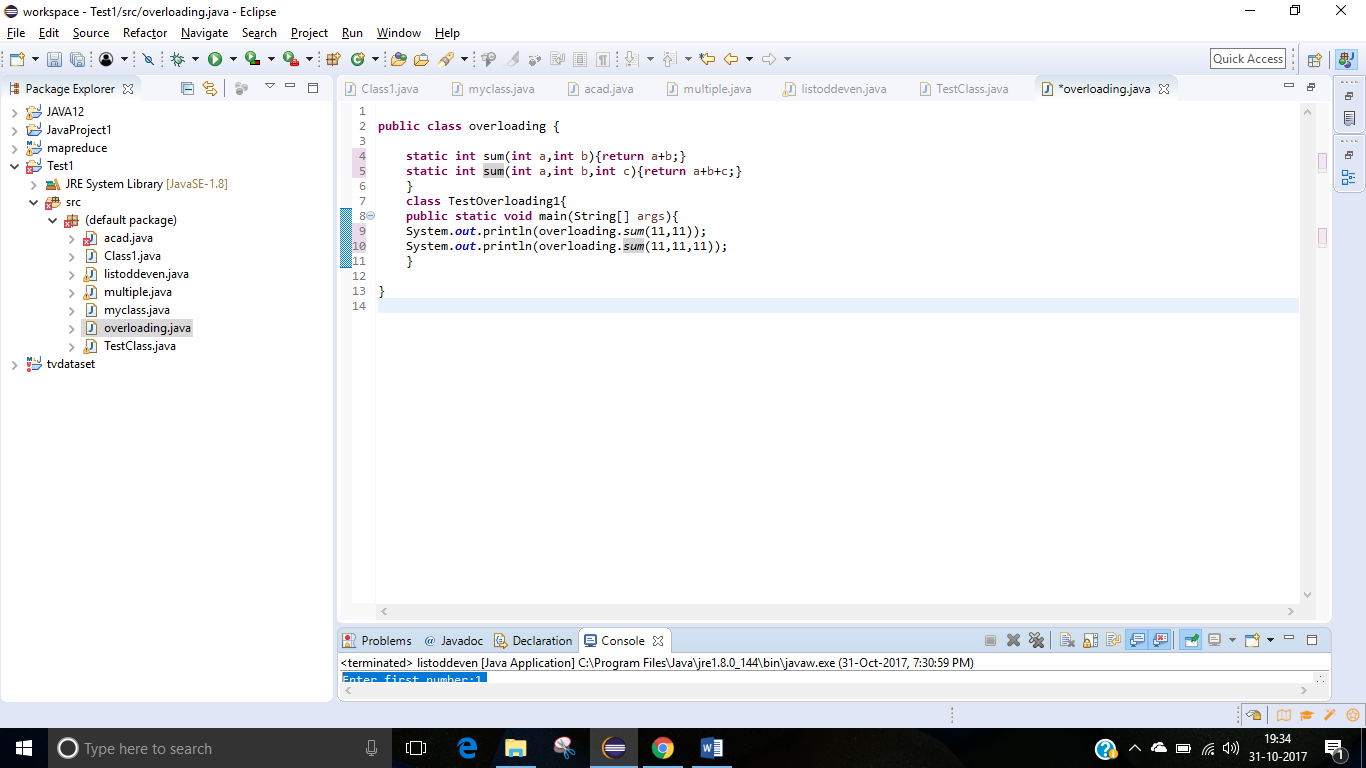 workspace - Test1/src/overloading.java - Eclipse
File Edit Source Refactor Navigate Search Project Run Window Help
Quick Access
Package Explorer
JAVA12
JavaProject1
mapreduce
Test1
JRE System Library [JavaSE-1.8]
src
(default package)
acad.java
Class1.java
listoddeven.java
multiple.java
myclass.java
overloading.java
TestClass.java
tvdataset
Class1.java myclass.java acad.java multiple.java listoddeven.java TestClass.java *overloading.java
1
2 public class overloading {
3
4 static int sum(int a,int b){return a+b;}
5 static int sum(int a,int b,int c){return a+b+c;}
6 }
7 class TestOverloading1{
8 public static void main(String[] args){
9 System.out.println(overloading.sum(11,11));
10 System.out.println(overloading.sum(11,11,11));
11 }
12
13 }
14
Problems @ Javadoc Declaration Console
<terminated> listoddeven [Java Application] C:\Program Files\Java\jre1.8.0_144\bin\javaw.exe (31-Oct-2017, 7:30:59 PM)
Enter first number:1
Type here to search
19:34
31-10-2017
1